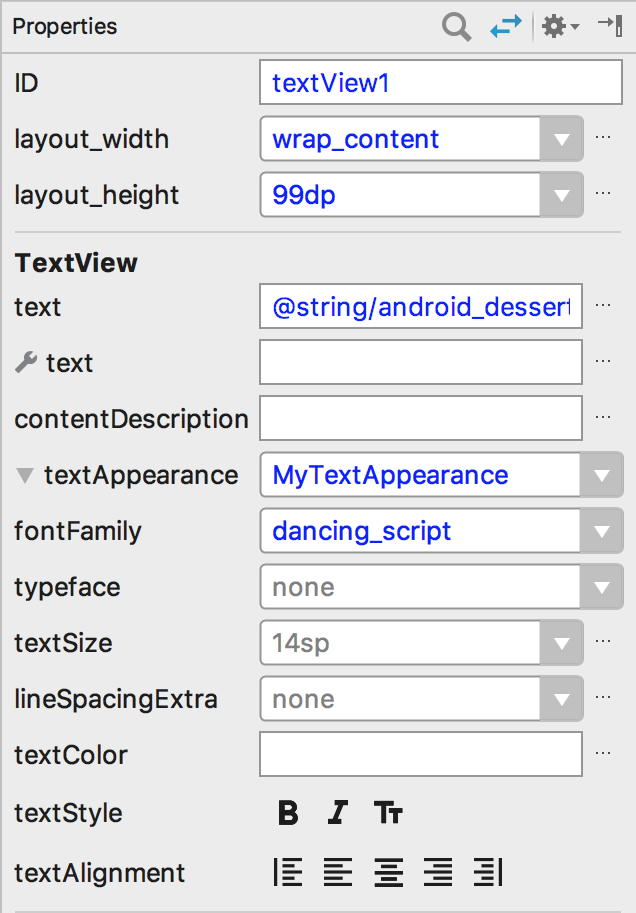 Properties
ID textView1
layout_width wrap_content ...
layout_height 99dp ...
TextView
text @string/android_dessert ...
text ...
contentDescription ...
textAppearance MyTextAppearance
fontFamily dancing_script
typeface none
textSize 14sp ...
lineSpacingExtra none ...
textColor ...
textStyle B I Tт
textAlignment